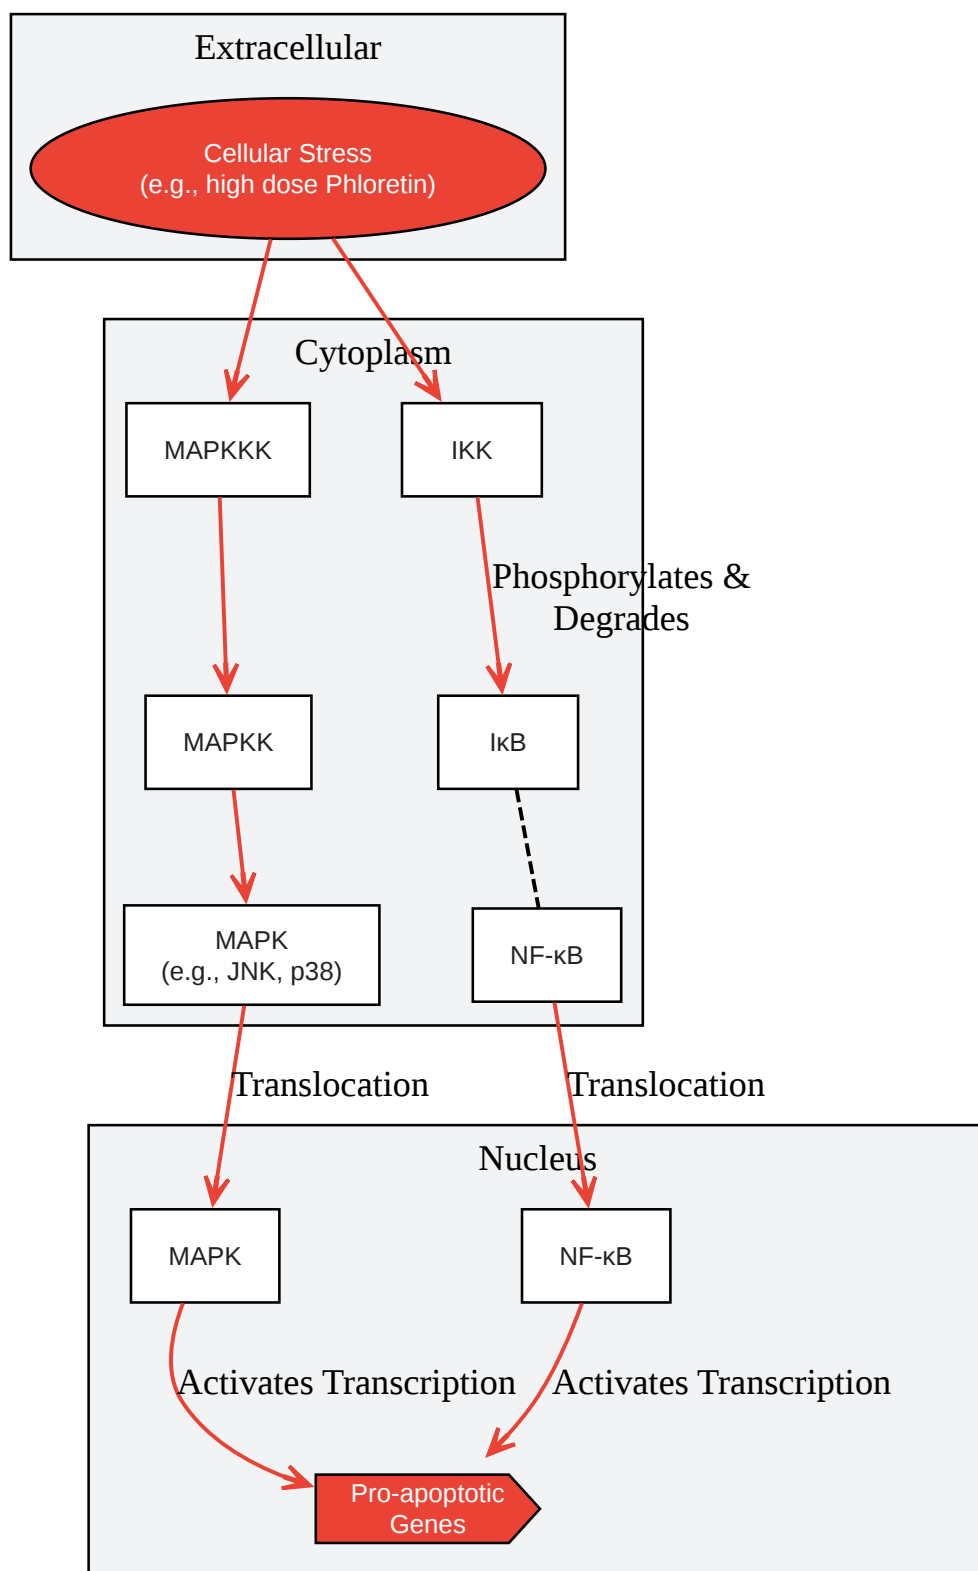 Extracellular
Cellular Stress
(e.g., high dose Phloretin)
Cytoplasm
MAPKKK
IKK
Phosphorylates &
Degrades
MAPKK
IκB
MAPK
(e.g., JNK, p38)
NF-κB
Translocation
Translocation
Nucleus
MAPK
NF-κB
Activates Transcription
Activates Transcription
Pro-apoptotic
Genes